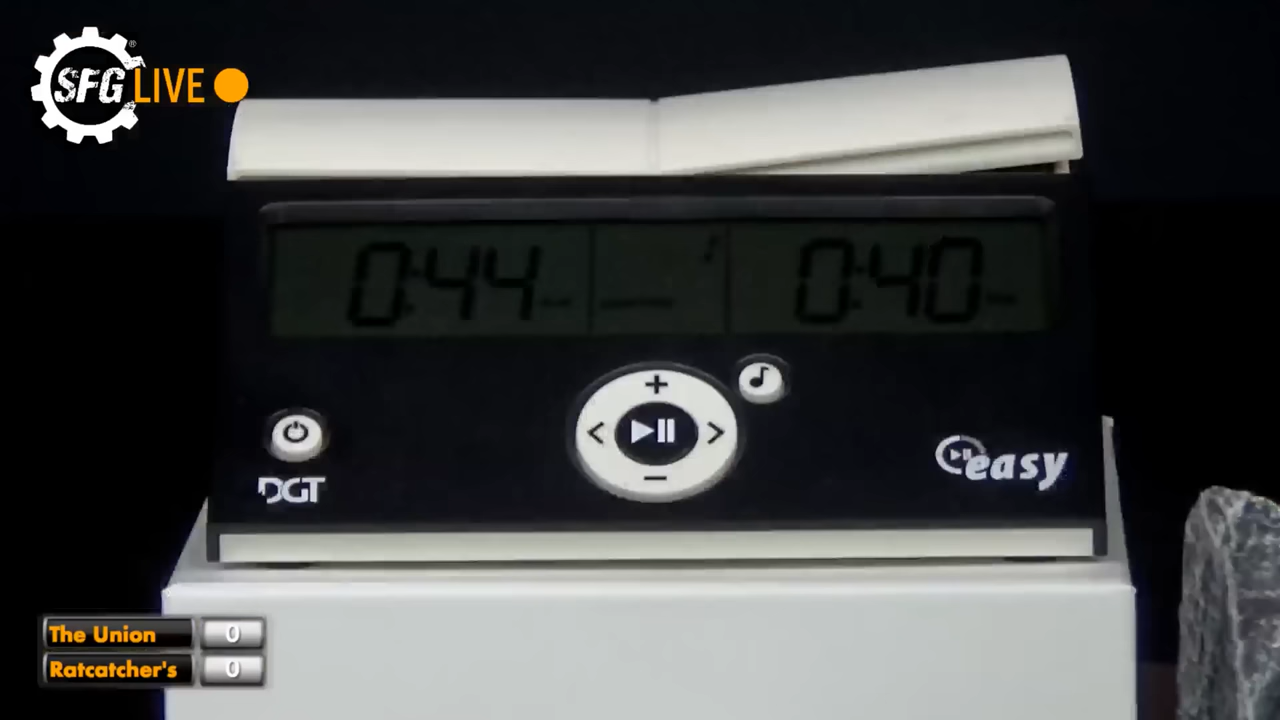 SFG® LIVE
0:44 0:40
+
<
>
-
DGT
easy
The Union 0
Ratcatcher's 0